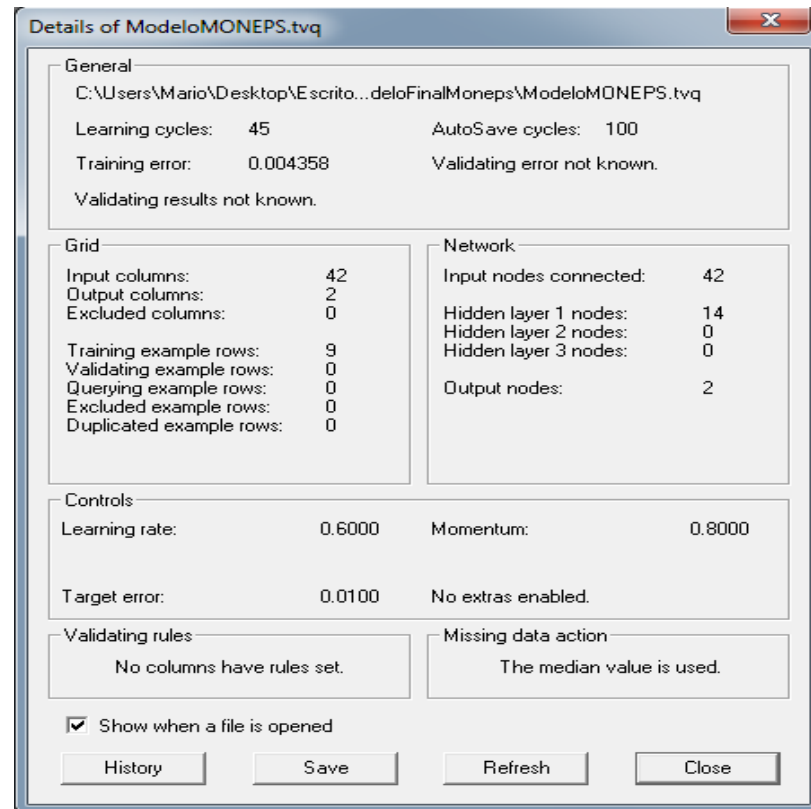 Details of ModeloMONEPS.tvq
x
General
C:\Users\Mario\Desktop\Escrito...deloFinalMoneps\ModeloMONEPS.tvq
Learning cycles: 45 AutoSave cycles: 100
Training error: 0.004358 Validating error not known.
Validating results not known.
Grid
Input columns: 42
Output columns: 2
Excluded columns: 0
Training example rows: 9
Validating example rows: 0
Querying example rows: 0
Excluded example rows: 0
Duplicated example rows: 0
Network
Input nodes connected: 42
Hidden layer 1 nodes: 14
Hidden layer 2 nodes: 0
Hidden layer 3 nodes: 0
Output nodes: 2
Controls
Learning rate: 0.6000 Momentum: 0.8000
Target error: 0.0100 No extras enabled.
Validating rules
No columns have rules set.
Missing data action
The median value is used.
Show when a file is opened
History Save Refresh Close